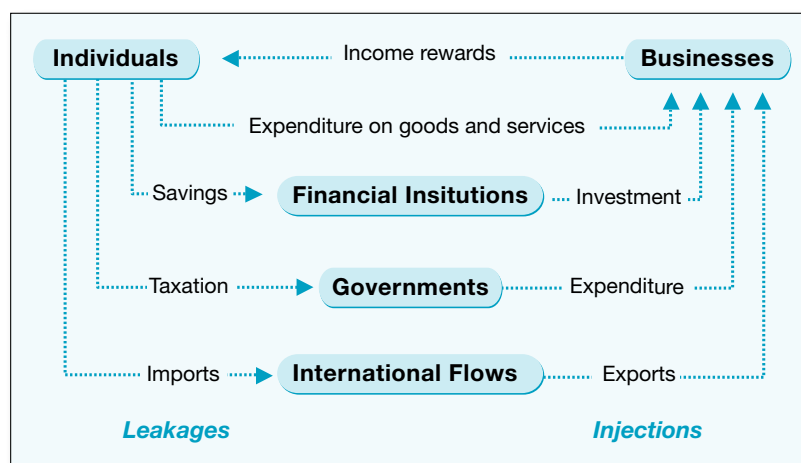 Individuals
Income rewards
Businesses
Expenditure on goods and services
Savings
Financial Insitutions
Investment
Taxation
Governments
Expenditure
Imports
International Flows
Exports
Leakages
Injections